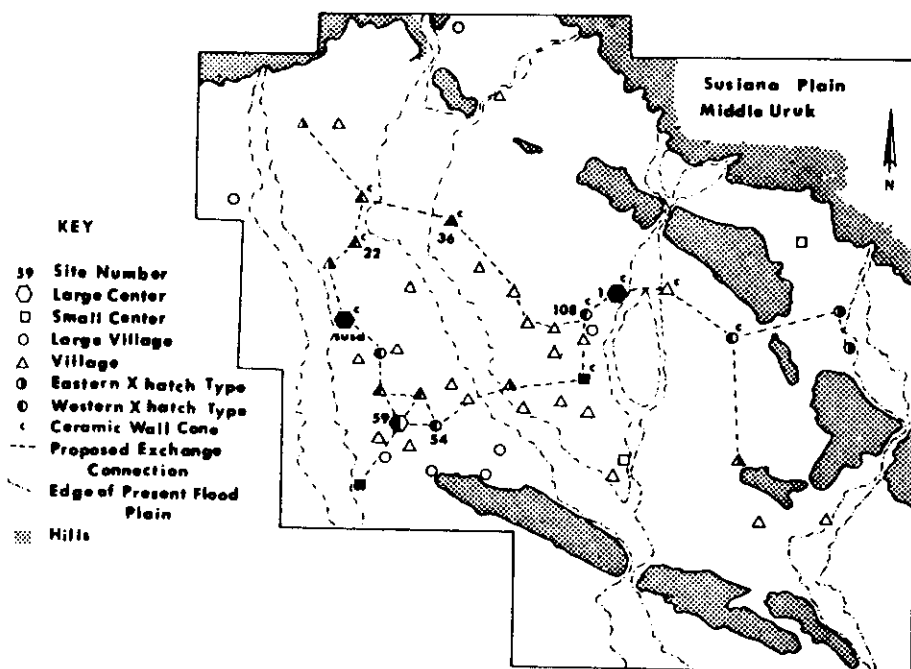 Susiana Plain
Middle Uruk
N
KEY
59 Site Number
Large Center
Small Center
Large Village
Village
Eastern X hatch Type
Western X hatch Type
c Ceramic Wall Cone
Proposed Exchange
Connection
Edge of Present Flood
Plain
Hills
c
c
36
c
22
c
c
susa
1
c
c
c
108
c
c
c
c
59
54